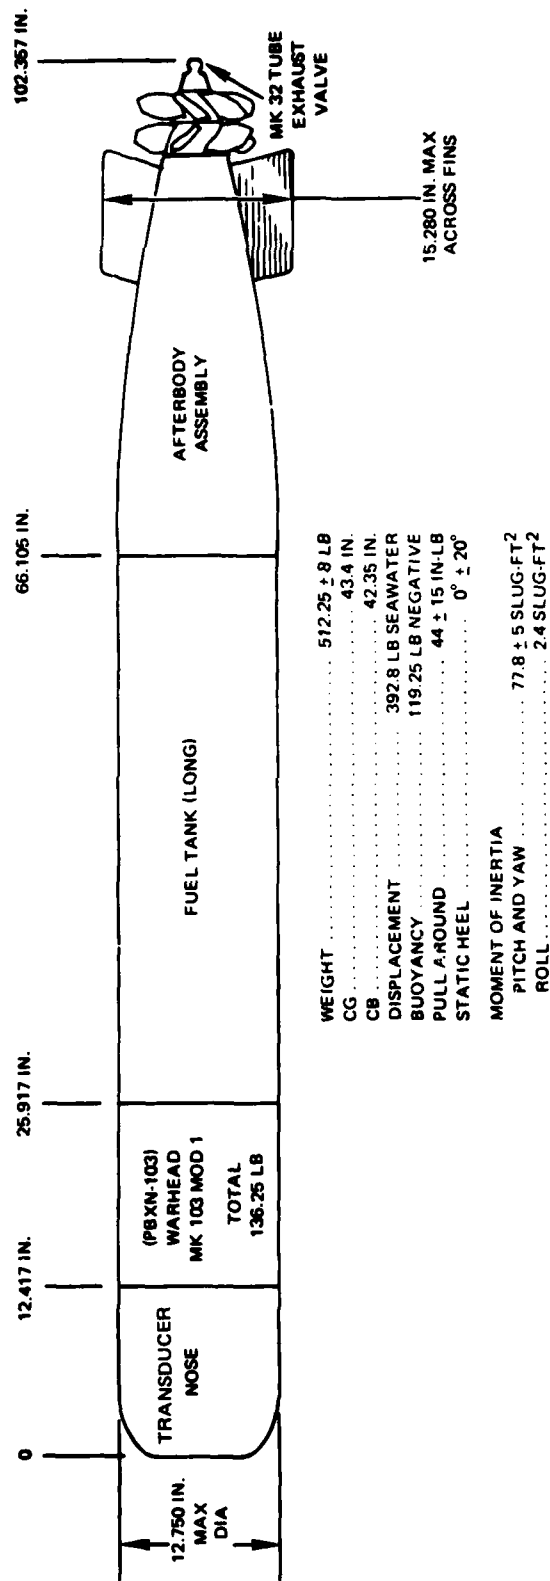 0
12.417 IN.
25.917 IN.
66.105 IN.
102.357 IN.
12.750 IN.
MAX
DIA
TRANSDUCER
NOSE
(PBXN-103)
WARHEAD
MK 103 MOD 1
TOTAL
136.25 LB
FUEL TANK (LONG)
AFTERBODY
ASSEMBLY
MK 32 TUBE
EXHAUST
VALVE
15.280 IN. MAX
ACROSS FINS
WEIGHT ..................... 512.25 ± 8 LB
CG ..................... 43.4 IN.
CB ..................... 42.35 IN.
DISPLACEMENT .......... 392.8 LB SEAWATER
BUOYANCY .......... 119.25 LB NEGATIVE
PULL AROUND .......... 44 ± 15 IN-LB
STATIC HEEL .......... 0° ± 20°
MOMENT OF INERTIA
PITCH AND YAW .......... 77.8 ± 5 SLUG-FT²
ROLL .......... 2.4 SLUG-FT²